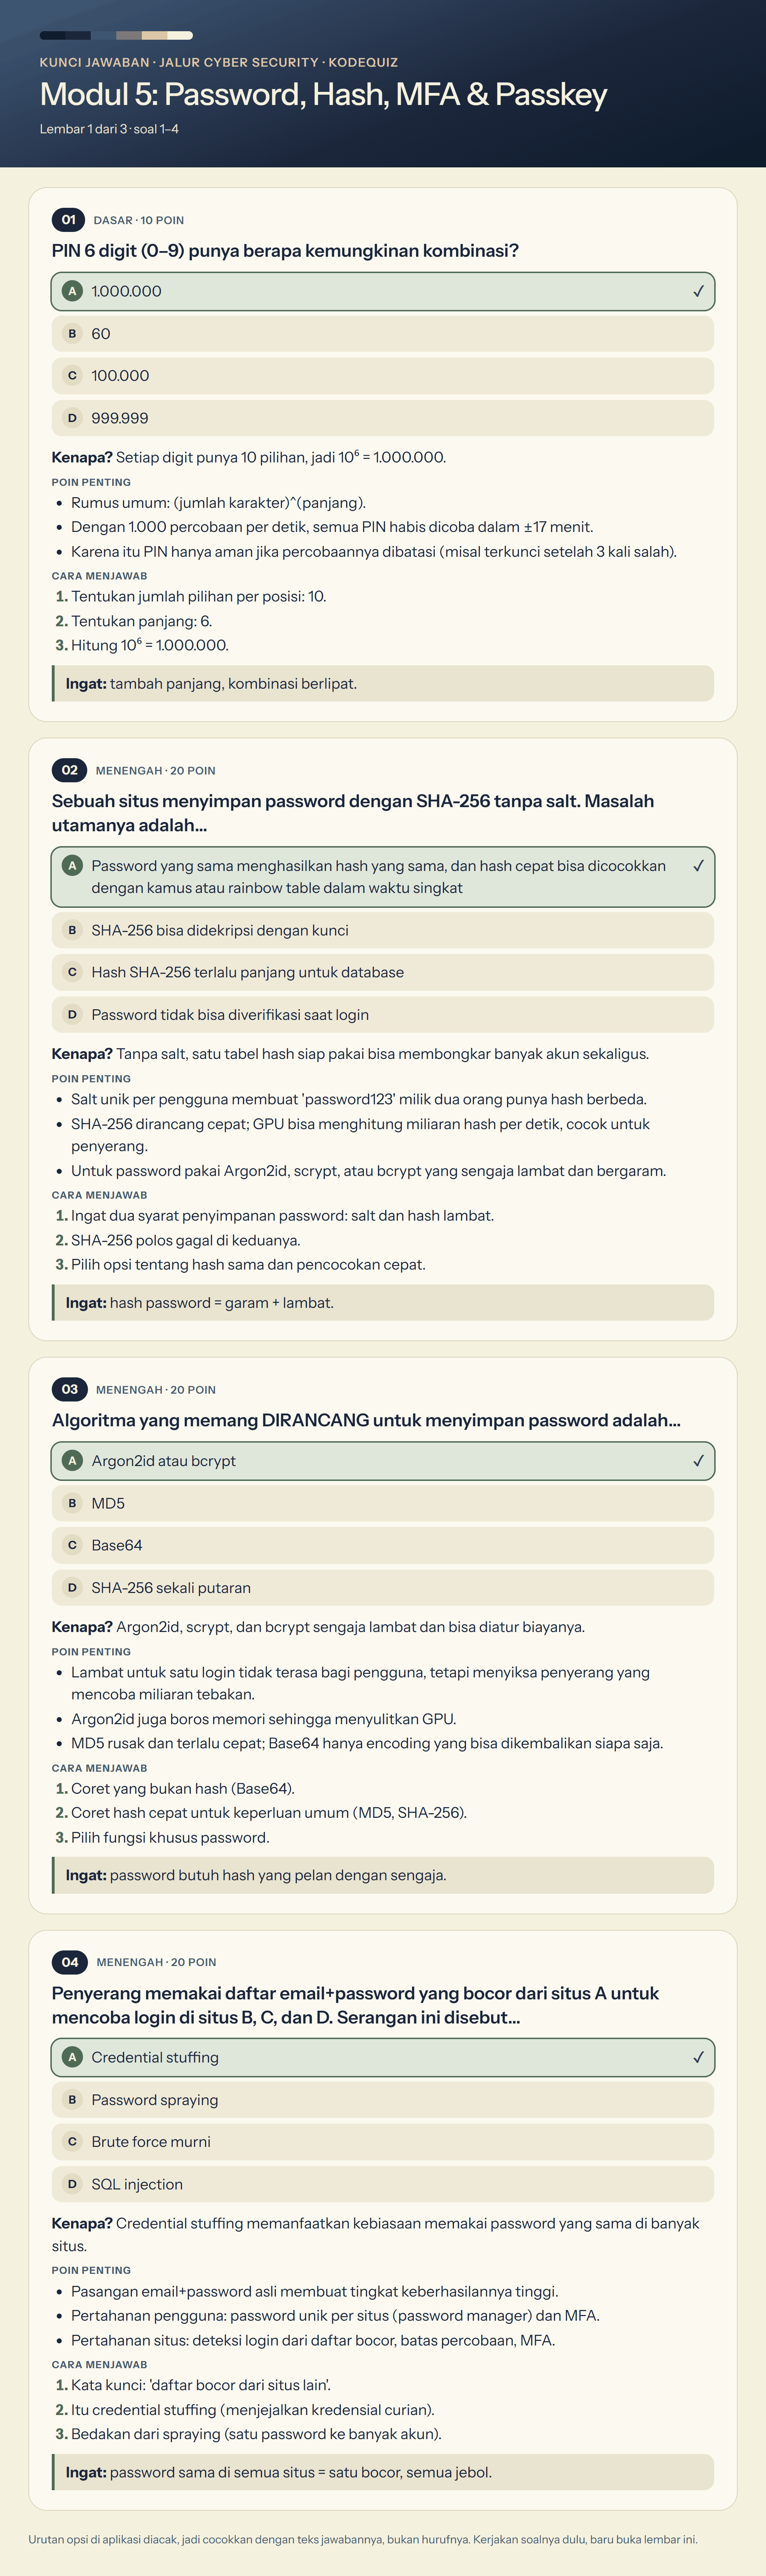 KUNCI JAWABAN · JALUR CYBER SECURITY · KODEQUIZ
Modul 5: Password, Hash, MFA & Passkey
Lembar 1 dari 3 · soal 1–4
01 DASAR · 10 POIN
PIN 6 digit (0–9) punya berapa kemungkinan kombinasi?
A 1.000.000 ✓
B 60
C 100.000
D 999.999
Kenapa? Setiap digit punya 10 pilihan, jadi 10⁶ = 1.000.000.
POIN PENTING
• Rumus umum: (jumlah karakter)^(panjang).
• Dengan 1.000 percobaan per detik, semua PIN habis dicoba dalam ±17 menit.
• Karena itu PIN hanya aman jika percobaannya dibatasi (misal terkunci setelah 3 kali salah).
CARA MENJAWAB
1. Tentukan jumlah pilihan per posisi: 10.
2. Tentukan panjang: 6.
3. Hitung 10⁶ = 1.000.000.
Ingat: tambah panjang, kombinasi berlipat.
02 MENENGAH · 20 POIN
Sebuah situs menyimpan password dengan SHA-256 tanpa salt. Masalah
utamanya adalah...
A Password yang sama menghasilkan hash yang sama, dan hash cepat bisa dicocokkan ✓
dengan kamus atau rainbow table dalam waktu singkat
B SHA-256 bisa didekripsi dengan kunci
C Hash SHA-256 terlalu panjang untuk database
D Password tidak bisa diverifikasi saat login
Kenapa? Tanpa salt, satu tabel hash siap pakai bisa membongkar banyak akun sekaligus.
POIN PENTING
• Salt unik per pengguna membuat 'password123' milik dua orang punya hash berbeda.
• SHA-256 dirancang cepat; GPU bisa menghitung miliaran hash per detik, cocok untuk
penyerang.
• Untuk password pakai Argon2id, scrypt, atau bcrypt yang sengaja lambat dan bergaram.
CARA MENJAWAB
1. Ingat dua syarat penyimpanan password: salt dan hash lambat.
2. SHA-256 polos gagal di keduanya.
3. Pilih opsi tentang hash sama dan pencocokan cepat.
Ingat: hash password = garam + lambat.
03 MENENGAH · 20 POIN
Algoritma yang memang DIRANCANG untuk menyimpan password adalah...
A Argon2id atau bcrypt ✓
B MD5
C Base64
D SHA-256 sekali putaran
Kenapa? Argon2id, scrypt, dan bcrypt sengaja lambat dan bisa diatur biayanya.
POIN PENTING
• Lambat untuk satu login tidak terasa bagi pengguna, tetapi menyiksa penyerang yang
mencoba miliaran tebakan.
• Argon2id juga boros memori sehingga menyulitkan GPU.
• MD5 rusak dan terlalu cepat; Base64 hanya encoding yang bisa dikembalikan siapa saja.
CARA MENJAWAB
1. Coret yang bukan hash (Base64).
2. Coret hash cepat untuk keperluan umum (MD5, SHA-256).
3. Pilih fungsi khusus password.
Ingat: password butuh hash yang pelan dengan sengaja.
04 MENENGAH · 20 POIN
Penyerang memakai daftar email+password yang bocor dari situs A untuk
mencoba login di situs B, C, dan D. Serangan ini disebut...
A Credential stuffing ✓
B Password spraying
C Brute force murni
D SQL injection
Kenapa? Credential stuffing memanfaatkan kebiasaan memakai password yang sama di banyak
situs.
POIN PENTING
• Pasangan email+password asli membuat tingkat keberhasilannya tinggi.
• Pertahanan pengguna: password unik per situs (password manager) dan MFA.
• Pertahanan situs: deteksi login dari daftar bocor, batas percobaan, MFA.
CARA MENJAWAB
1. Kata kunci: 'daftar bocor dari situs lain'.
2. Itu credential stuffing (menjejalkan kredensial curian).
3. Bedakan dari spraying (satu password ke banyak akun).
Ingat: password sama di semua situs = satu bocor, semua jebol.
Urutan opsi di aplikasi diacak, jadi cocokkan dengan teks jawabannya, bukan hurufnya. Kerjakan soalnya dulu, baru buka lembar ini.